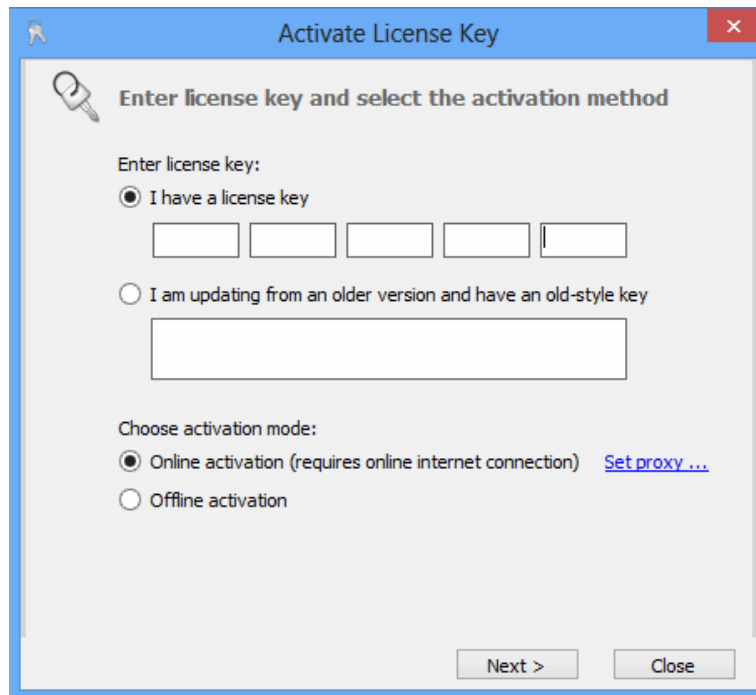 Activate License Key
Enter license key and select the activation method
Enter license key:
I have a license key
I am updating from an older version and have an old-style key
Choose activation mode:
Online activation (requires online internet connection) Set proxy ...
Offline activation
Next > Close